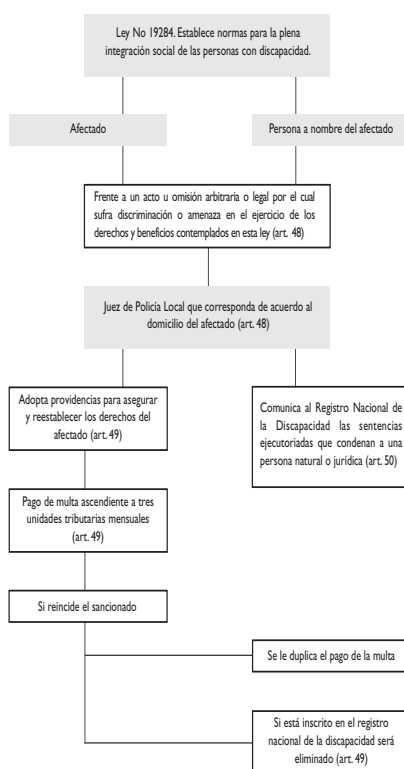 Ley No 19284. Establece normas para la plena
integración social de las personas con discapacidad.
Afectado
Persona a nombre del afectado
Frente a un acto u omisión arbitraria o legal por el cual
sufra discriminación o amenaza en el ejercicio de los
derechos y beneficios contemplados en esta ley (art. 48)
Juez de Policía Local que corresponda de acuerdo al
domicilio del afectado (art. 48)
Adopta providencias para asegurar
y reestablecer los derechos del
afectado (art. 49)
Comunica al Registro Nacional de
la Discapacidad las sentencias
ejecutoriadas que condenan a una
persona natural o jurídica (art. 50)
Pago de multa ascendiente a tres
unidades tributarias mensuales
(art. 49)
Si reincide el sancionado
Se le duplica el pago de la multa
Si está inscrito en el registro
nacional de la discapacidad será
eliminado (art. 49)